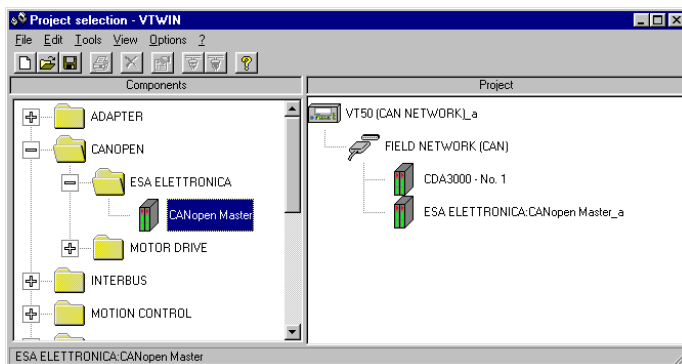 Project selection - VTWIN
File Edit Tools View Options ?
Components
Project
ADAPTER
CANOPEN
ESA ELETTRONICA
CANopen Master
MOTOR DRIVE
INTERBUS
MOTION CONTROL
VT50 (CAN NETWORK)_a
FIELD NETWORK (CAN)
CDA3000 - No. 1
ESA ELETTRONICA:CANopen Master_a
ESA ELETTRONICA:CANopen Master